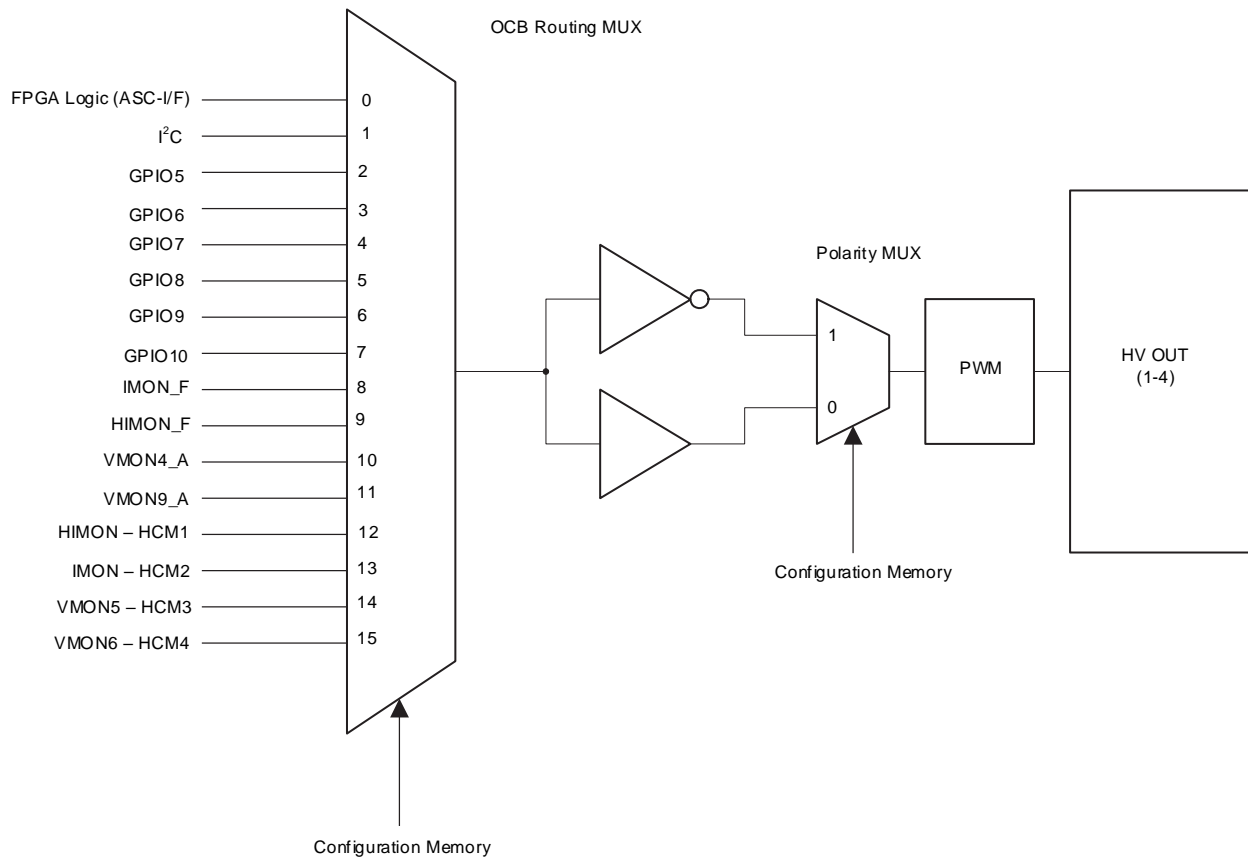 OCB Routing MUX
FPGA Logic (ASC-I/F)
0
I²C
1
GPIO5
2
GPIO6
3
GPIO7
4
GPIO8
5
GPIO9
6
GPIO10
7
IMON_F
8
HIMON_F
9
VMON4_A
10
VMON9_A
11
HIMON – HCM1
12
IMON – HCM2
13
VMON5 – HCM3
14
VMON6 – HCM4
15
Polarity MUX
1
0
Configuration Memory
PWM
HV OUT
(1-4)
Configuration Memory